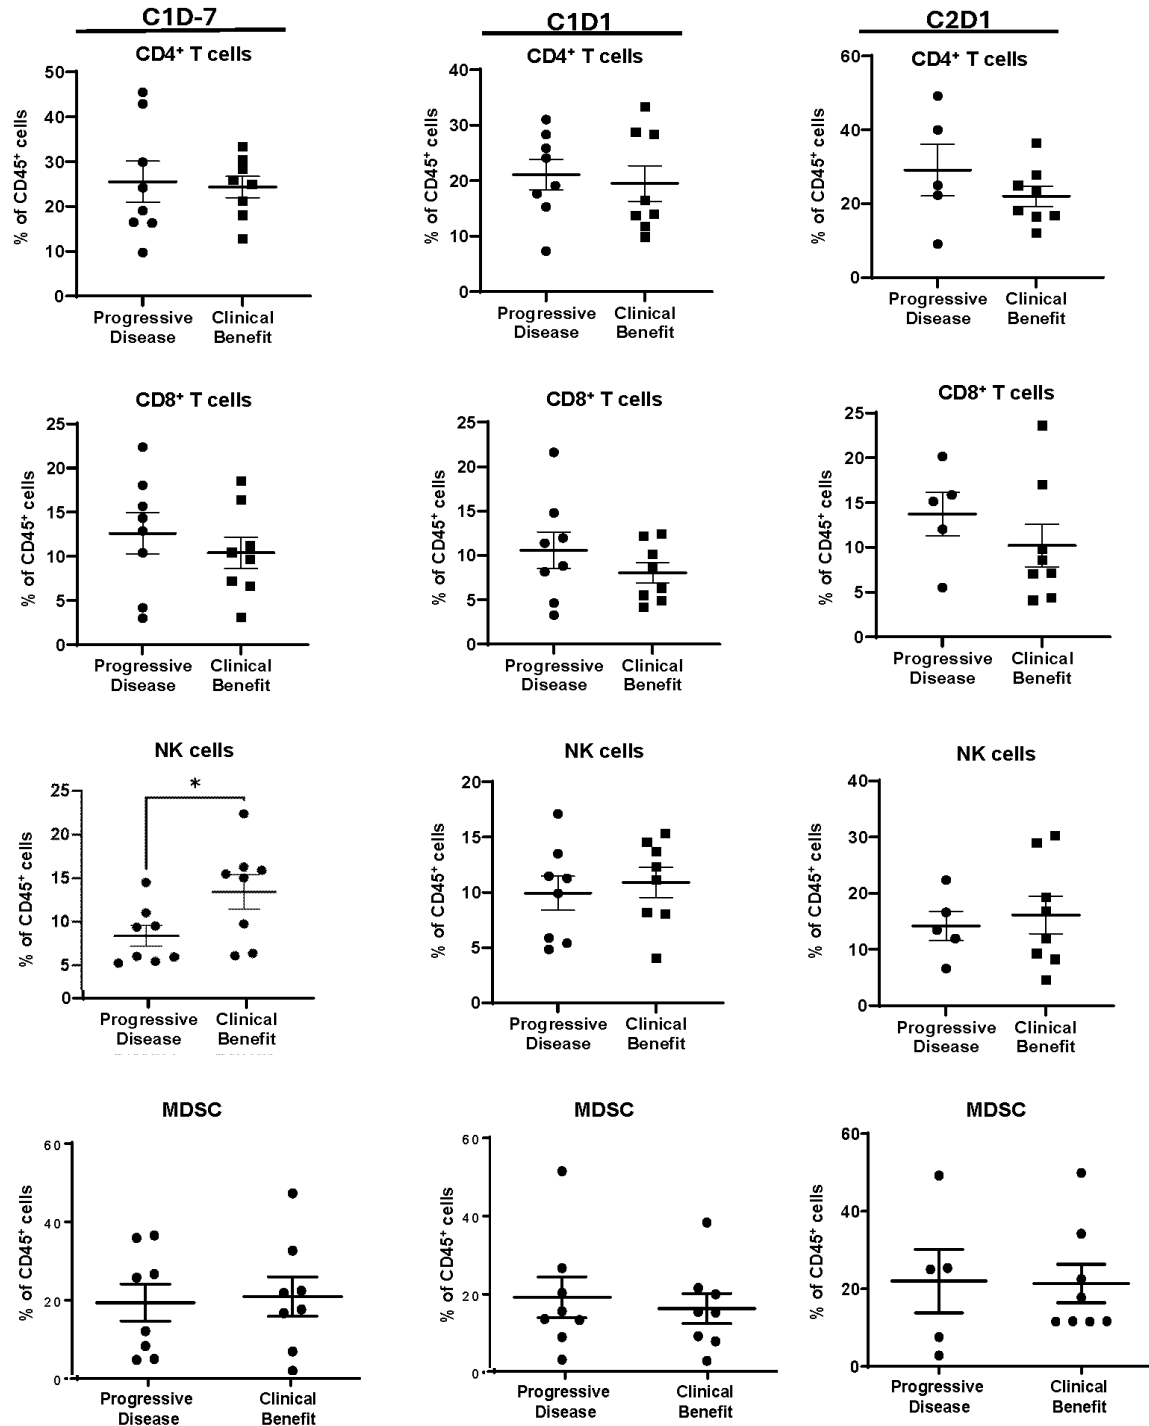 C1D-7
C1D1
C2D1
CD4⁺ T cells
% of CD45⁺ cells
50
40
30
20
10
0
Progressive
Disease
Clinical
Benefit
CD4⁺ T cells
% of CD45⁺ cells
40
30
20
10
0
Progressive
Disease
Clinical
Benefit
CD4⁺ T cells
% of CD45⁺ cells
60
40
20
0
Progressive
Disease
Clinical
Benefit
CD8⁺ T cells
% of CD45⁺ cells
25
20
15
10
5
0
Progressive
Disease
Clinical
Benefit
CD8⁺ T cells
% of CD45⁺ cells
25
20
15
10
5
0
Progressive
Disease
Clinical
Benefit
CD8⁺ T cells
% of CD45⁺ cells
25
20
15
10
5
0
Progressive
Disease
Clinical
Benefit
NK cells
*
% of CD45⁺ cells
25
20
15
10
5
0
Progressive
Disease
Clinical
Benefit
NK cells
% of CD45⁺ cells
20
15
10
5
0
Progressive
Disease
Clinical
Benefit
NK cells
% of CD45⁺ cells
40
30
20
10
0
Progressive
Disease
Clinical
Benefit
MDSC
% of CD45⁺ cells
60
40
20
0
Progressive
Disease
Clinical
Benefit
MDSC
% of CD45⁺ cells
60
40
20
0
Progressive
Disease
Clinical
Benefit
MDSC
% of CD45⁺ cells
60
40
20
0
Progressive
Disease
Clinical
Benefit